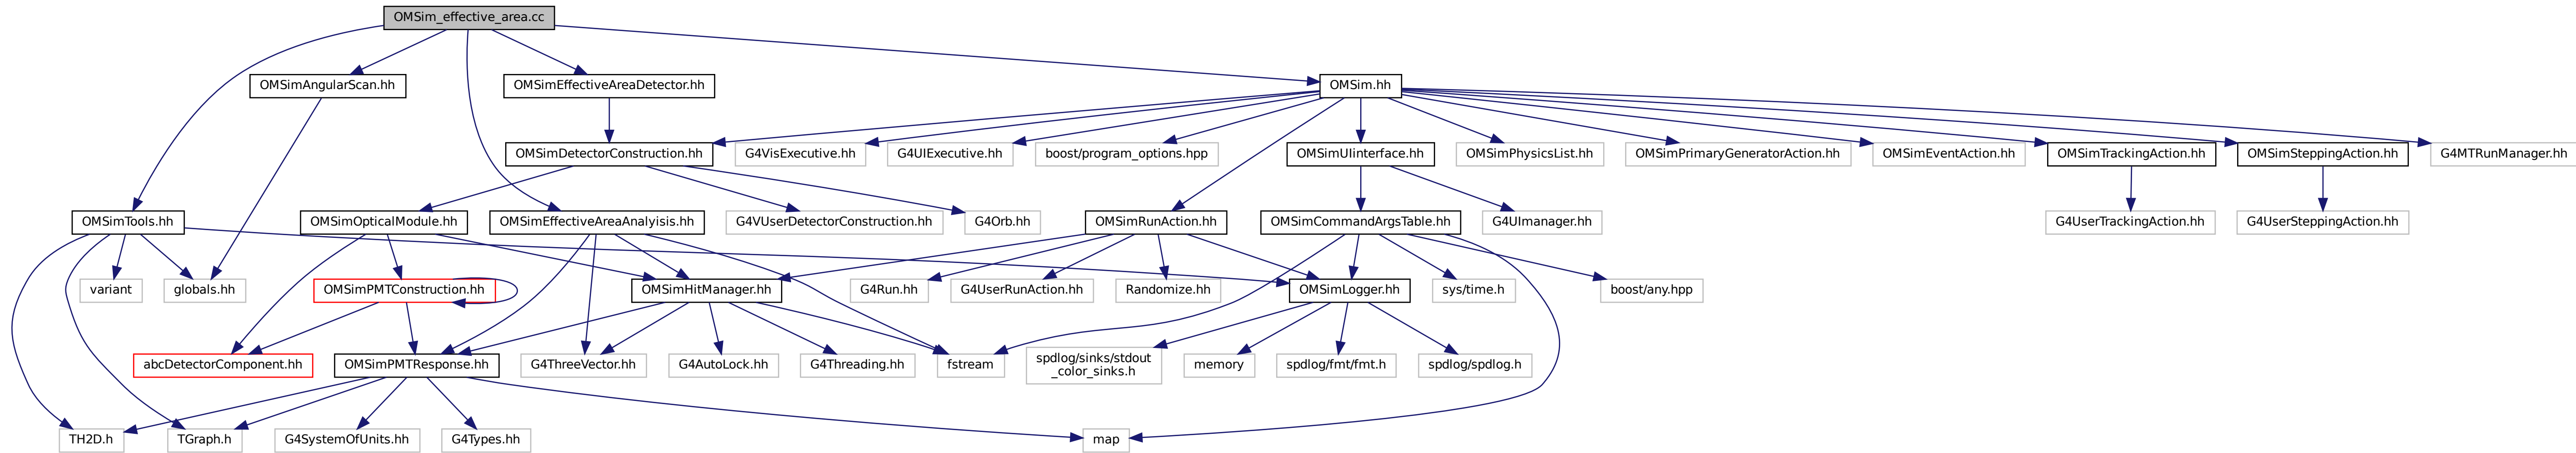 OMSim_effective_area.cc
OMSimAngularScan.hh
OMSimEffectiveAreaDetector.hh
OMSim.hh
OMSimDetectorConstruction.hh
G4VisExecutive.hh
G4UIExecutive.hh
boost/program_options.hpp
OMSimUIinterface.hh
OMSimPhysicsList.hh
OMSimPrimaryGeneratorAction.hh
OMSimEventAction.hh
OMSimTrackingAction.hh
OMSimSteppingAction.hh
G4MTRunManager.hh
OMSimTools.hh
OMSimOpticalModule.hh
OMSimEffectiveAreaAnalyisis.hh
G4VUserDetectorConstruction.hh
G4Orb.hh
OMSimRunAction.hh
OMSimCommandArgsTable.hh
G4UImanager.hh
G4UserTrackingAction.hh
G4UserSteppingAction.hh
variant
globals.hh
OMSimPMTConstruction.hh
OMSimHitManager.hh
G4Run.hh
G4UserRunAction.hh
Randomize.hh
OMSimLogger.hh
sys/time.h
boost/any.hpp
abcDetectorComponent.hh
OMSimPMTResponse.hh
G4ThreeVector.hh
G4AutoLock.hh
G4Threading.hh
fstream
spdlog/sinks/stdout
_color_sinks.h
memory
spdlog/fmt/fmt.h
spdlog/spdlog.h
TH2D.h
TGraph.h
G4SystemOfUnits.hh
G4Types.hh
map